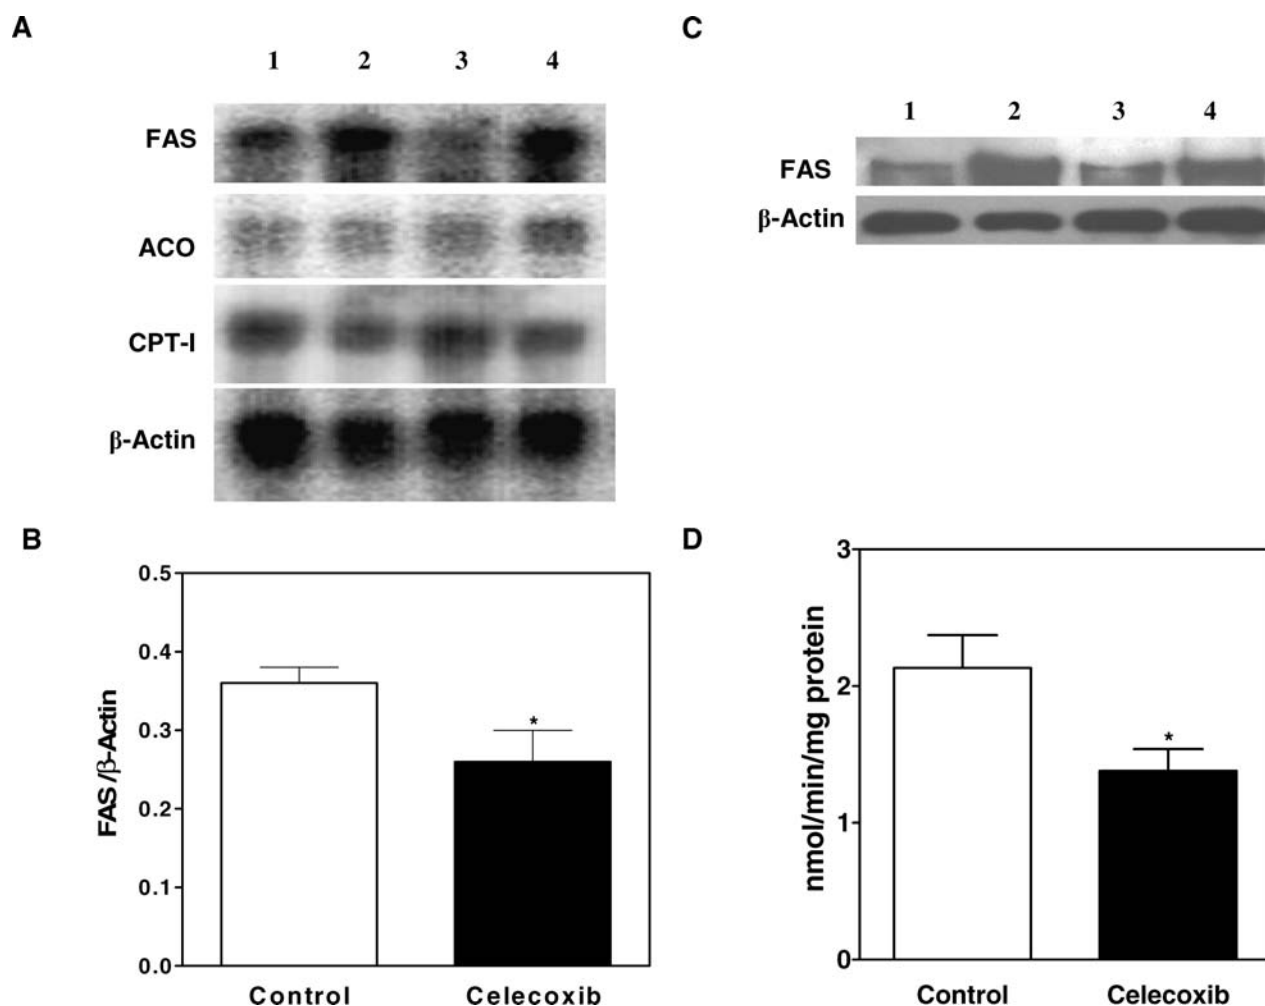 A
1 2 3 4
FAS
ACO
CPT-I
β-Actin
C
1 2 3 4
FAS
β-Actin
B
0.5
0.4
0.3
0.2
0.1
0.0
FAS/β-Actin
*
Control Celecoxib
D
3
2
1
0
nmol/min/mg protein
*
Control Celecoxib